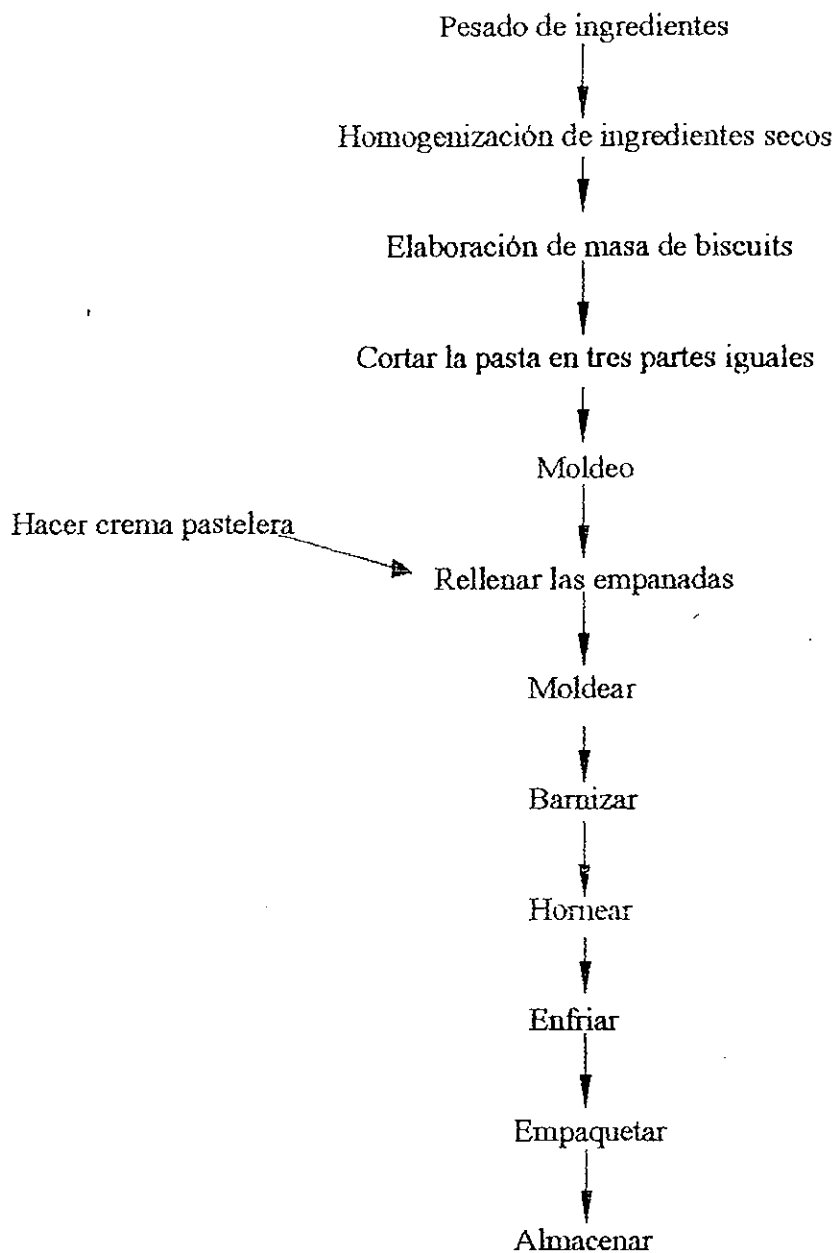 Pesado de ingredientes
Homogenización de ingredientes secos
Elaboración de masa de biscuits
Cortar la pasta en tres partes iguales
Moldeo
Hacer crema pastelera
Rellenar las empanadas
Moldear
Barnizar
Hornear
Enfriar
Empaquetar
Almacenar